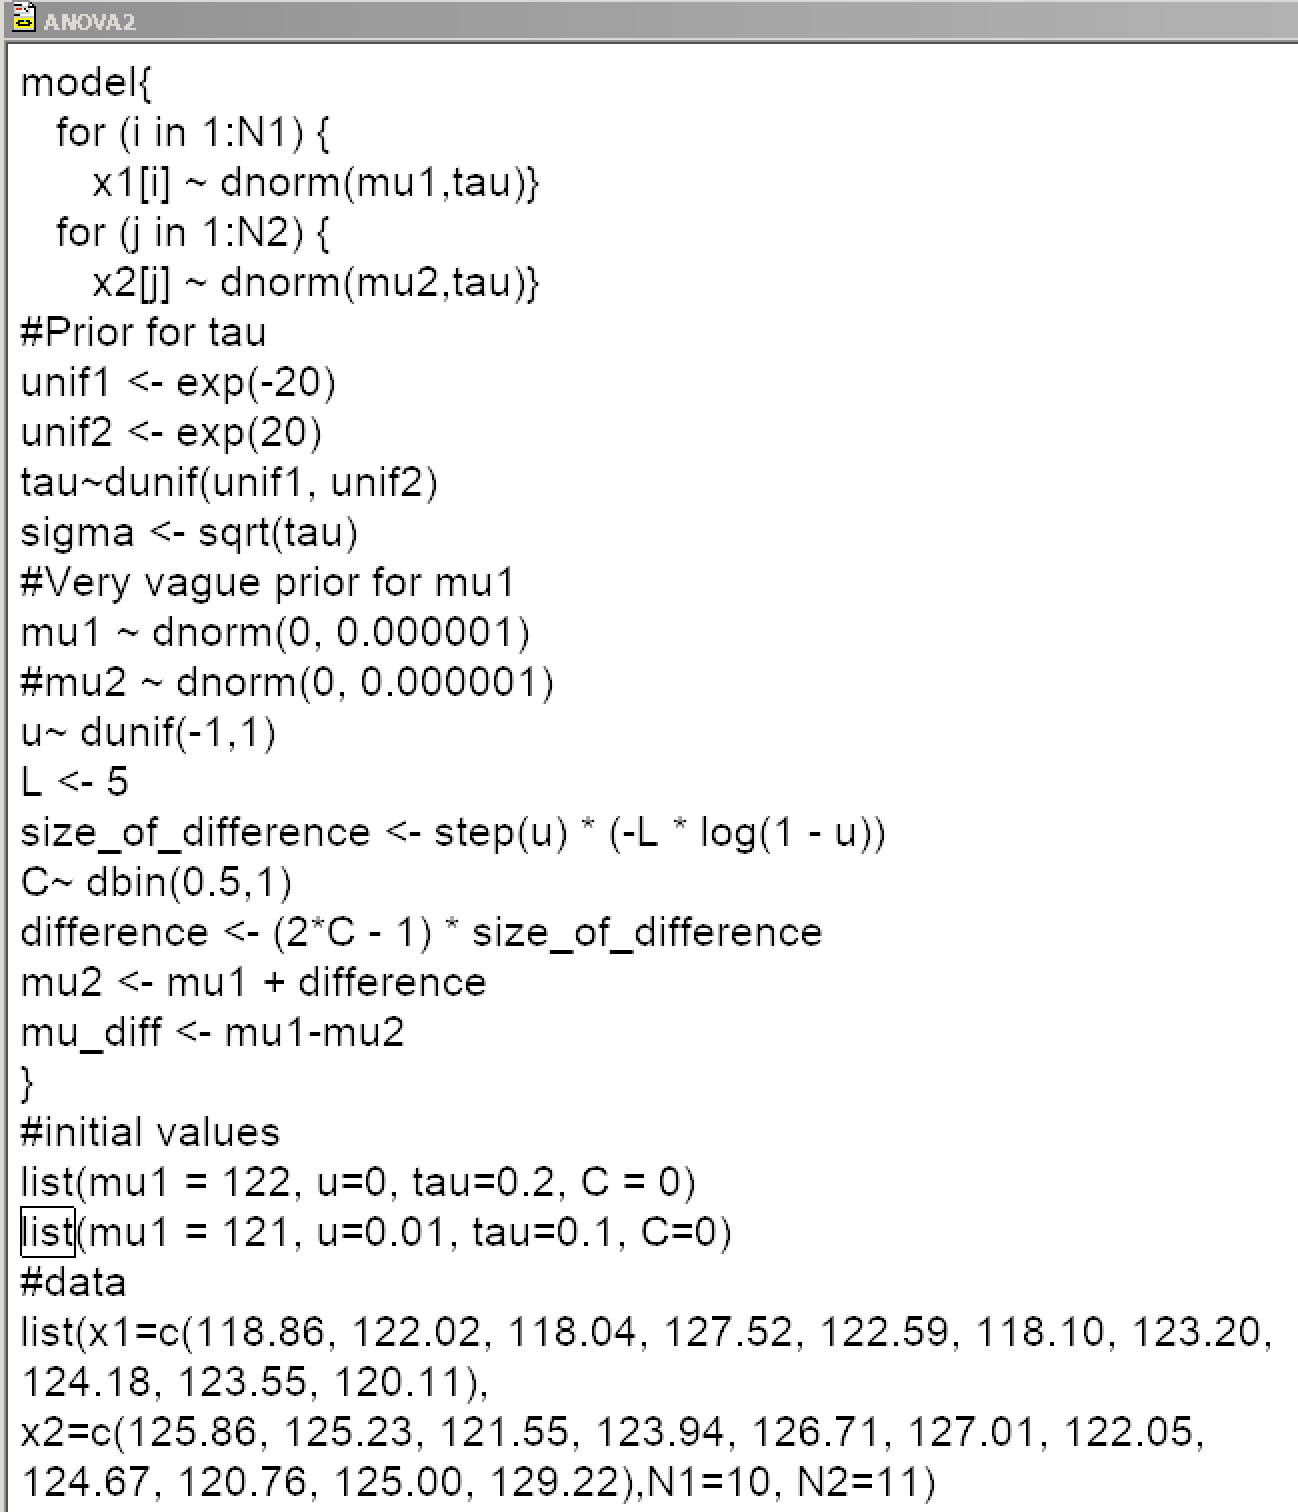 ANOVA2
model{
for (i in 1:N1) {
x1[i] ~ dnorm(mu1,tau)}
for (j in 1:N2) {
x2[j] ~ dnorm(mu2,tau)}
#Prior for tau
unif1 <- exp(-20)
unif2 <- exp(20)
tau~dunif(unif1, unif2)
sigma <- sqrt(tau)
#Very vague prior for mu1
mu1 ~ dnorm(0, 0.000001)
#mu2 ~ dnorm(0, 0.000001)
u~ dunif(-1,1)
L <- 5
size_of_difference <- step(u) * (-L * log(1 - u))
C~ dbin(0.5,1)
difference <- (2*C - 1) * size_of_difference
mu2 <- mu1 + difference
mu_diff <- mu1-mu2
}
#initial values
list(mu1 = 122, u=0, tau=0.2, C = 0)
list(mu1 = 121, u=0.01, tau=0.1, C=0)
#data
list(x1=c(118.86, 122.02, 118.04, 127.52, 122.59, 118.10, 123.20,
124.18, 123.55, 120.11),
x2=c(125.86, 125.23, 121.55, 123.94, 126.71, 127.01, 122.05,
124.67, 120.76, 125.00, 129.22),N1=10, N2=11)